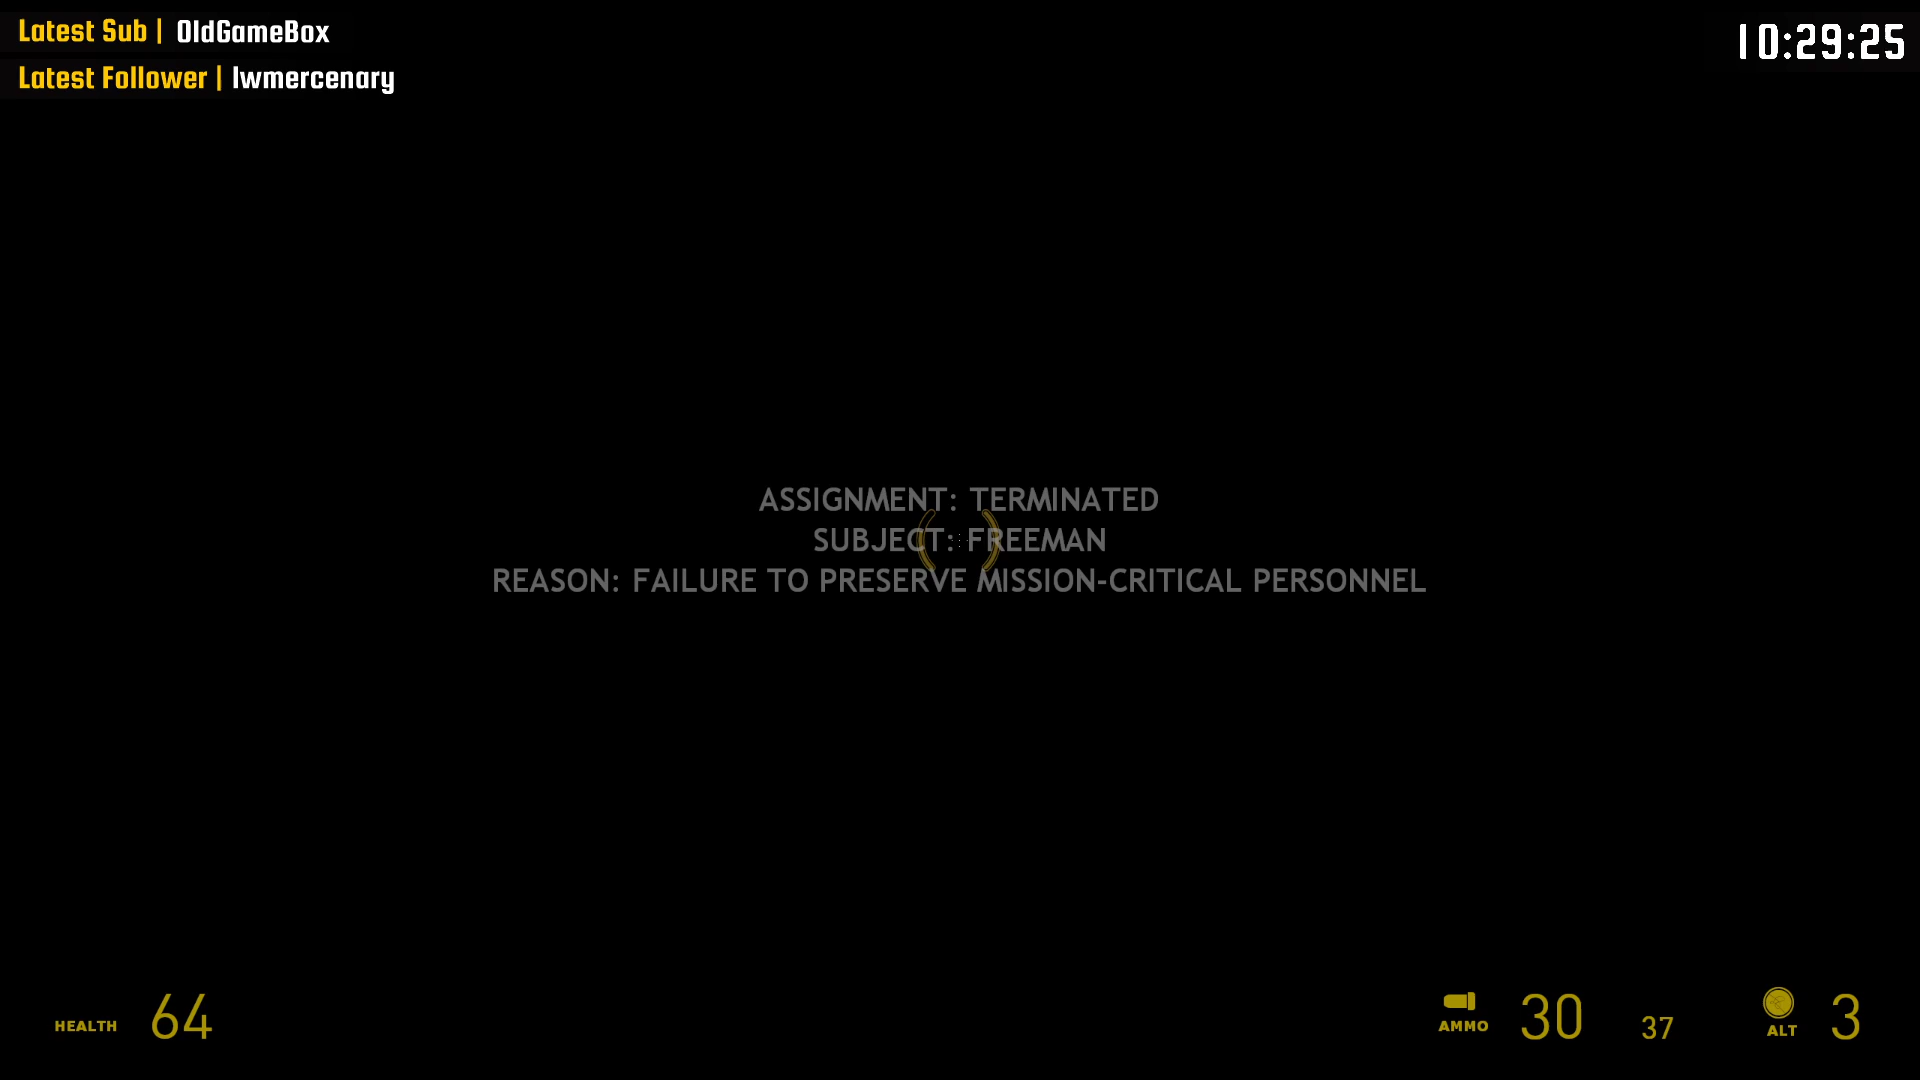 Latest Sub | OldGameBox
10:29:25
Latest Follower | lwmercenary
ASSIGNMENT: TERMINATED
SUBJECT: FREEMAN
REASON: FAILURE TO PRESERVE MISSION-CRITICAL PERSONNEL
HEALTH 64
AMMO 30 37
ALT 3